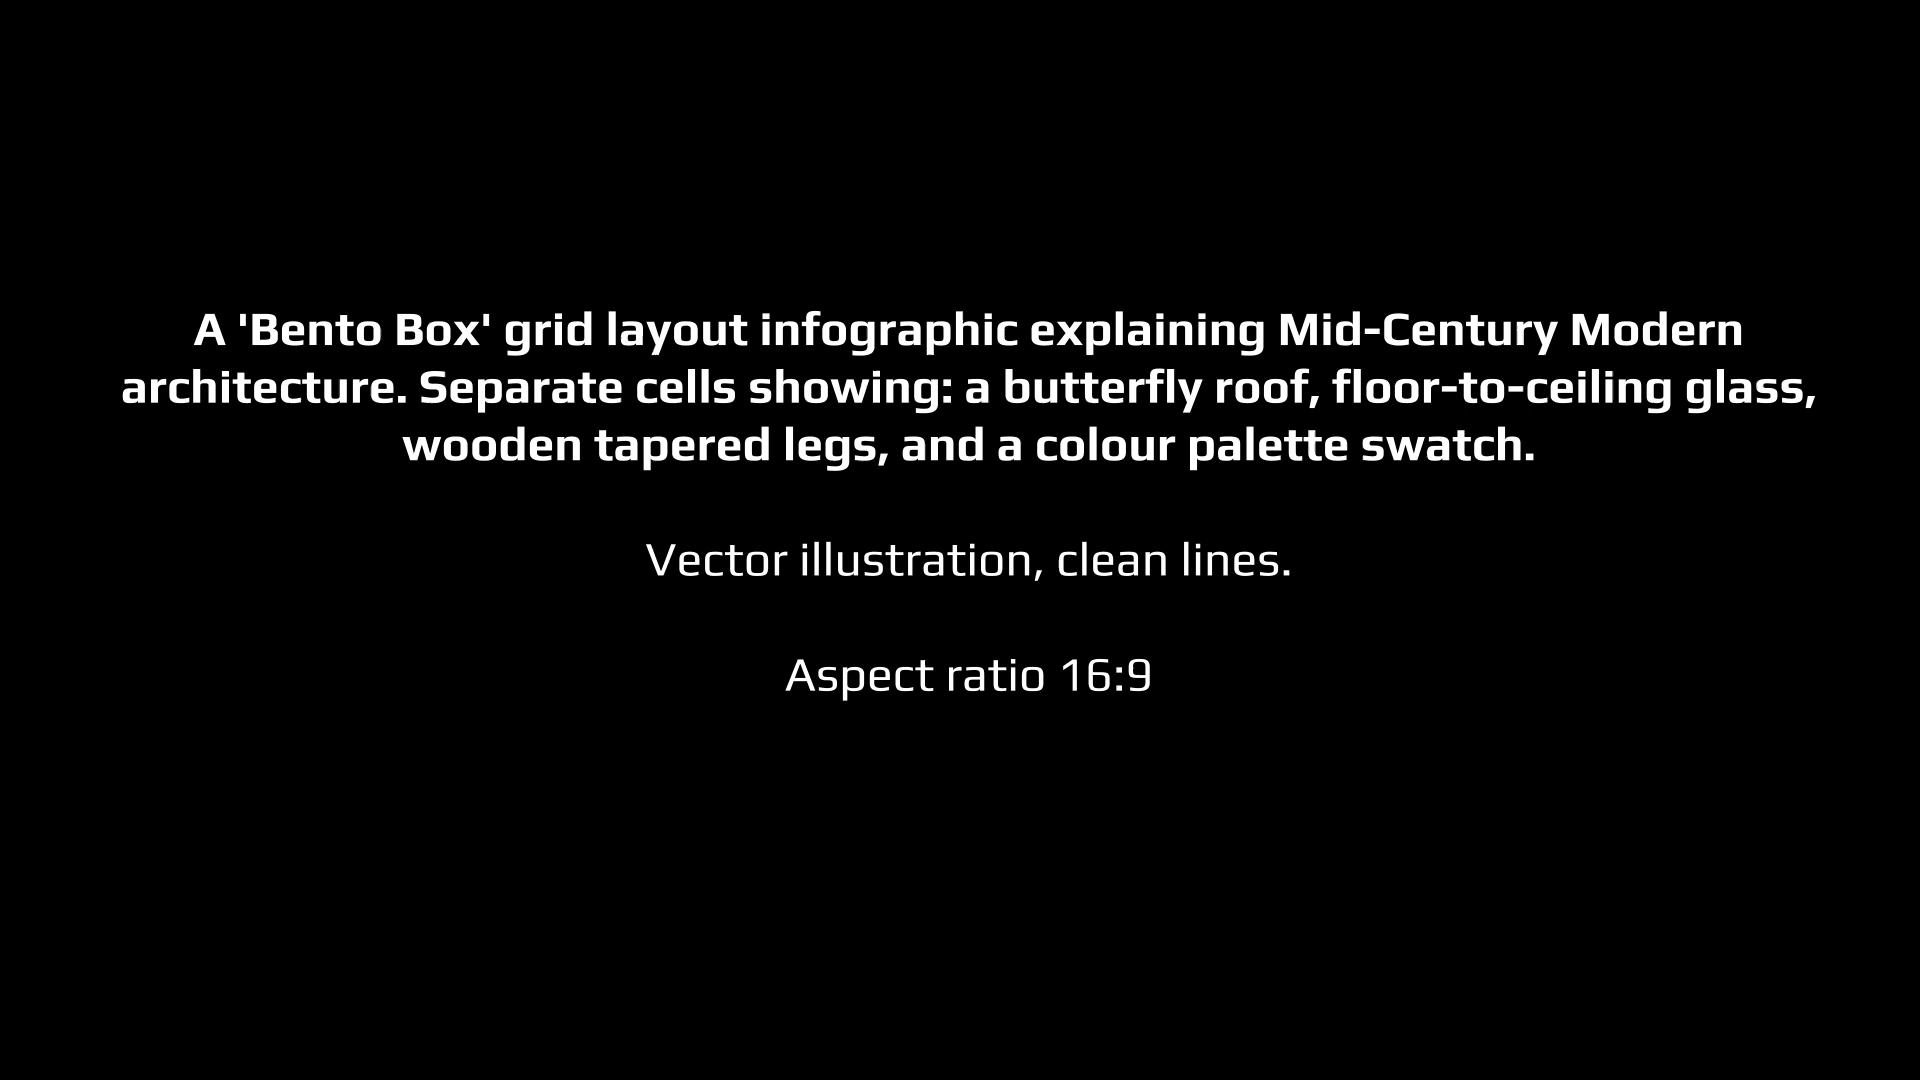 A 'Bento Box' grid layout infographic explaining Mid-Century Modern
architecture. Separate cells showing: a butterfly roof, floor-to-ceiling glass,
wooden tapered legs, and a colour palette swatch.
Vector illustration, clean lines.
Aspect ratio 16:9